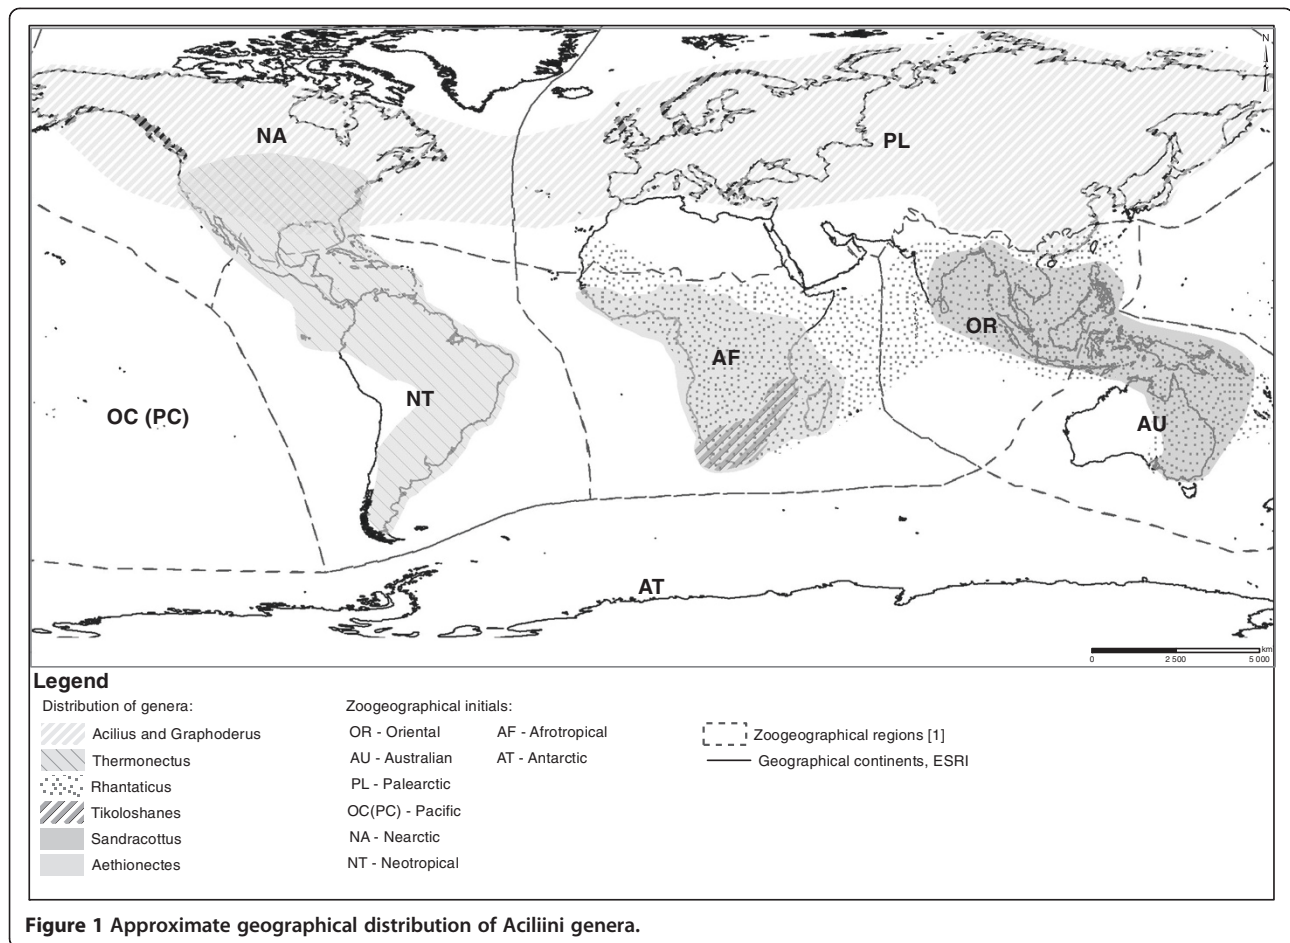 N
NA
PL
OR
AF
NT
OC (PC)
AU
AT
km
0 2 500 5 000
Legend
Distribution of genera:
Acilius and Graphoderus
Thermonectus
Rhantaticus
Tikoloshanes
Sandracottus
Aethionectes
Zoogeographical initials:
OR - Oriental
AU - Australian
PL - Palearctic
OC(PC) - Pacific
NA - Nearctic
NT - Neotropical
AF - Afrotropical
AT - Antarctic
Zoogeographical regions [1]
Geographical continents, ESRI
Figure 1 Approximate geographical distribution of Aciliini genera.